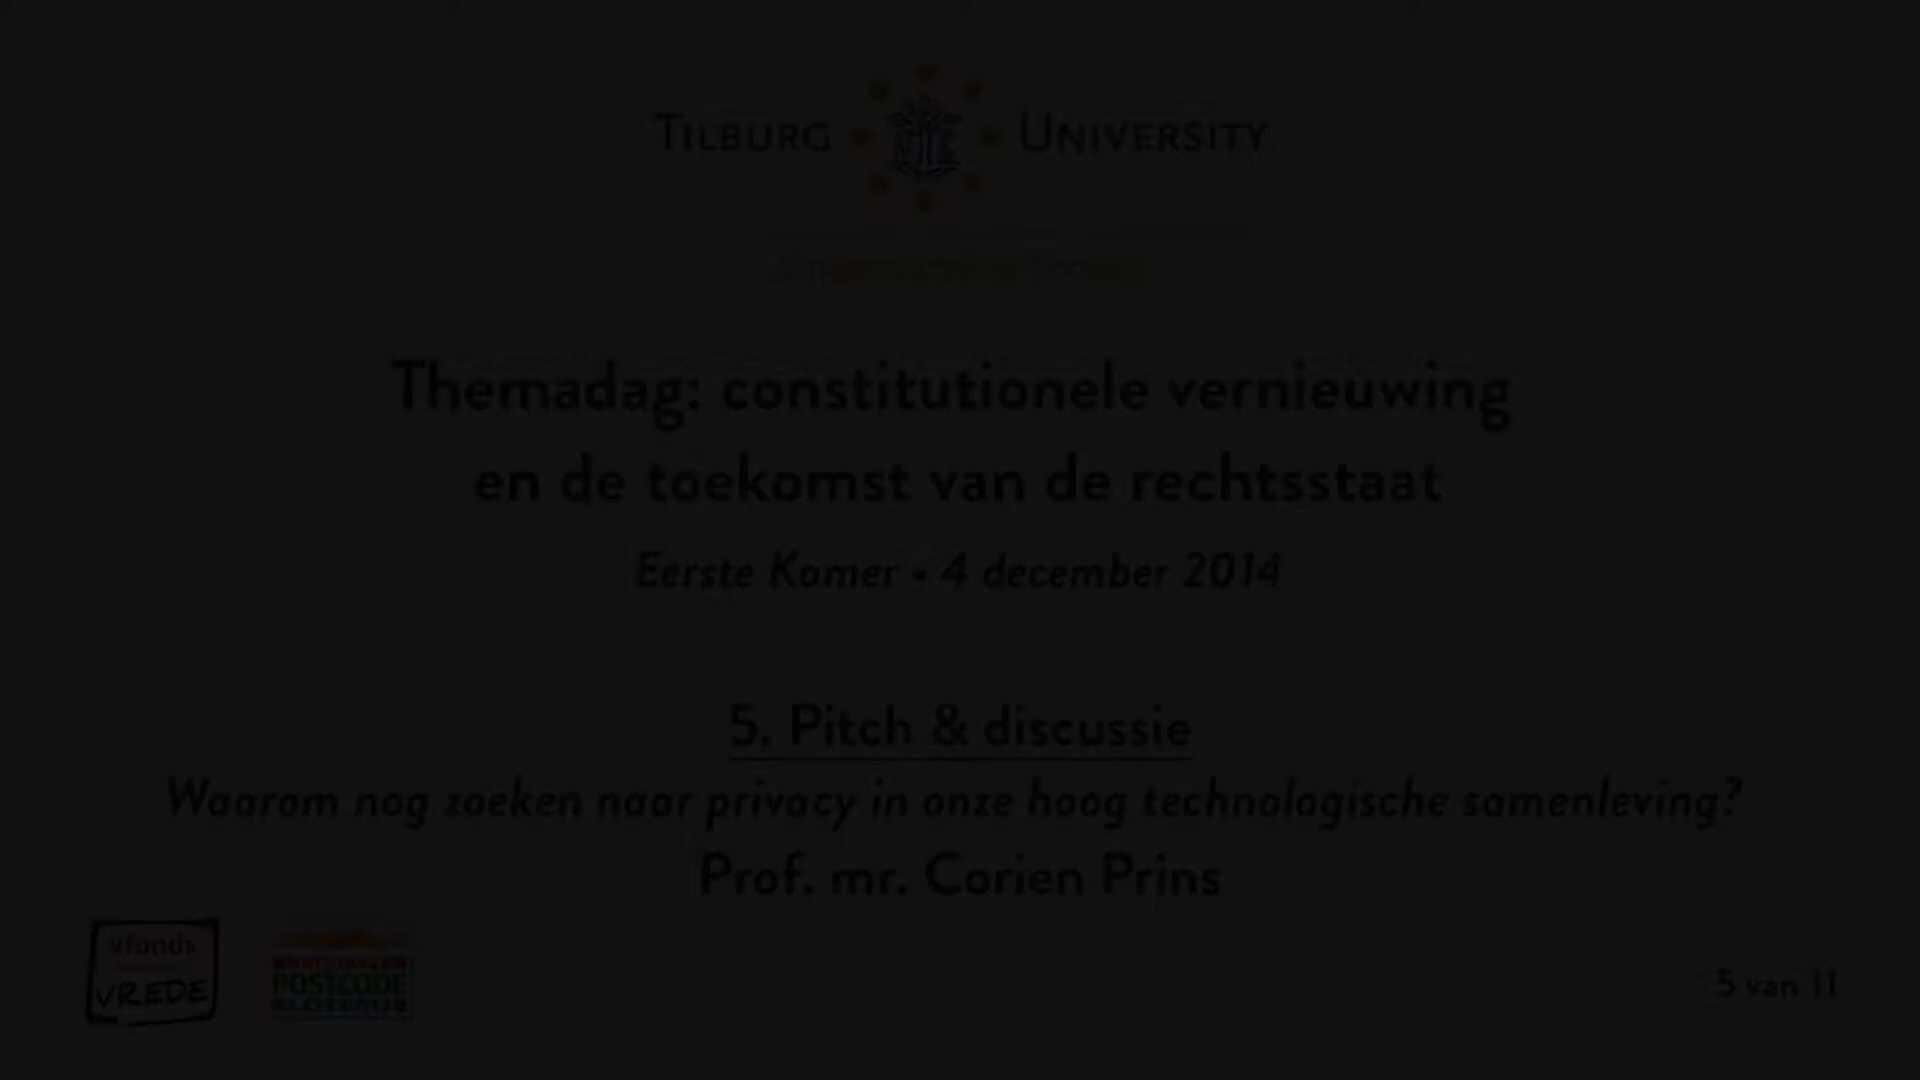 TILBURG UNIVERSITY
Themadag: constitutionele vernieuwing
en de toekomst van de rechtsstaat
Eerste Kamer • 4 december 2014
5. Pitch & discussie
Waarom nog zoeken naar privacy in onze hoog technologische samenleving?
Prof. mr. Corien Prins
vfonds
VREDE
POSTCODE
5 van 11